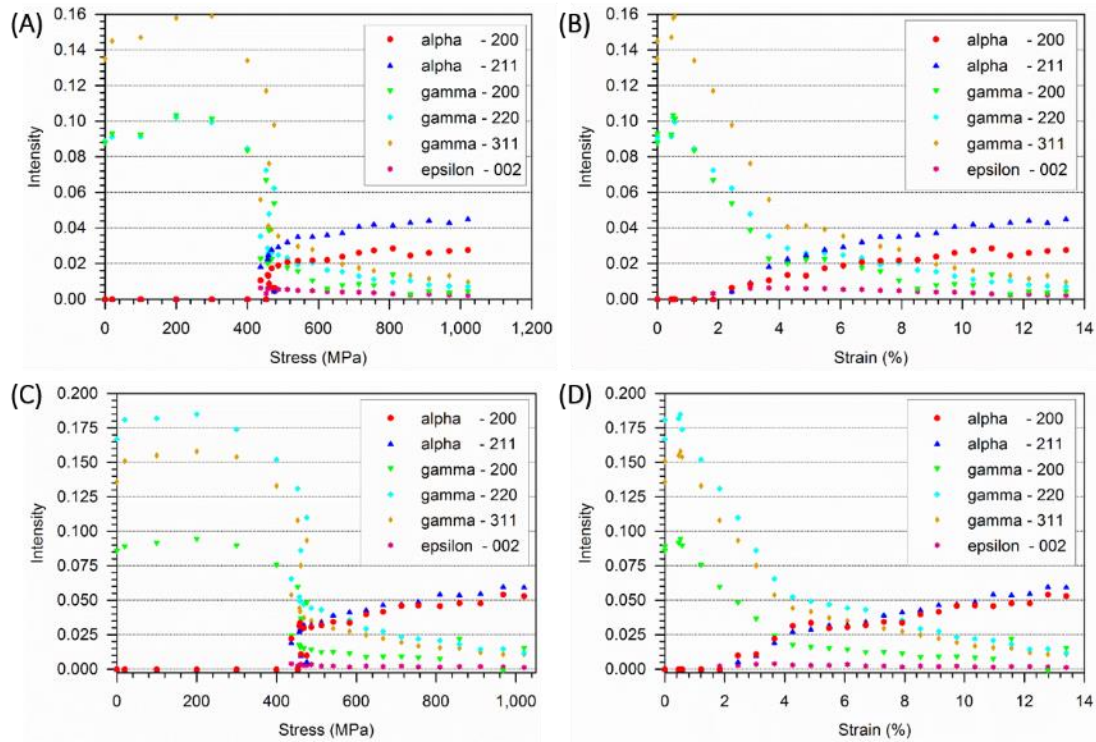 (A)
0.16
0.14
0.12
0.10
0.08
0.06
0.04
0.02
0.00
Intensity
alpha - 200
alpha - 211
gamma - 200
gamma - 220
gamma - 311
epsilon - 002
0 200 400 600 800 1,000 1,200
Stress (MPa)
(B)
0.16
0.14
0.12
0.10
0.08
0.06
0.04
0.02
0.00
Intensity
alpha - 200
alpha - 211
gamma - 200
gamma - 220
gamma - 311
epsilon - 002
0 2 4 6 8 10 12 14
Strain (%)
(C)
0.200
0.175
0.150
0.125
0.100
0.075
0.050
0.025
0.000
Intensity
alpha - 200
alpha - 211
gamma - 200
gamma - 220
gamma - 311
epsilon - 002
0 200 400 600 800 1,000
Stress (MPa)
(D)
0.200
0.175
0.150
0.125
0.100
0.075
0.050
0.025
0.000
Intensity
alpha - 200
alpha - 211
gamma - 200
gamma - 220
gamma - 311
epsilon - 002
0 2 4 6 8 10 12 14
Strain (%)